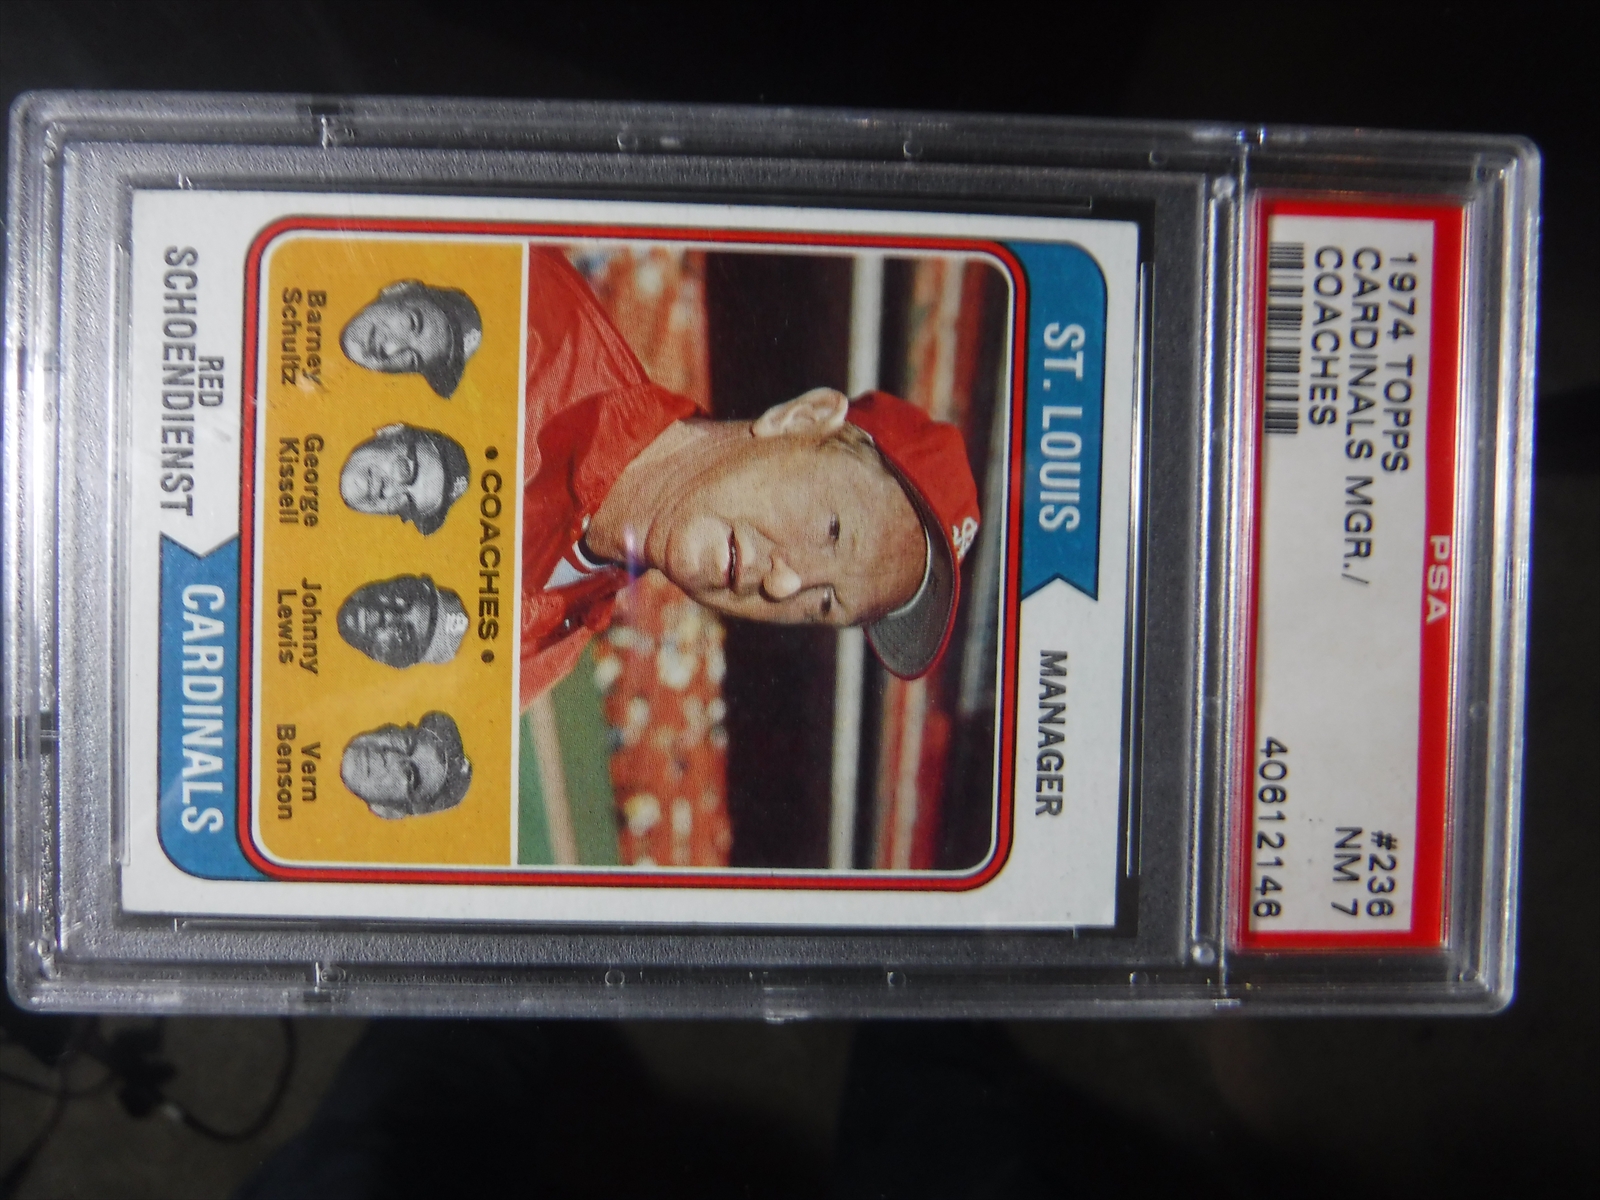 PSA
1974 TOPPS #236
CARDINALS MGR./ NM 7
COACHES
40612146
ST. LOUIS MANAGER
• COACHES •
Barney George Johnny Vern
Schultz Kissell Lewis Benson
RED
SCHOENDIENST CARDINALS